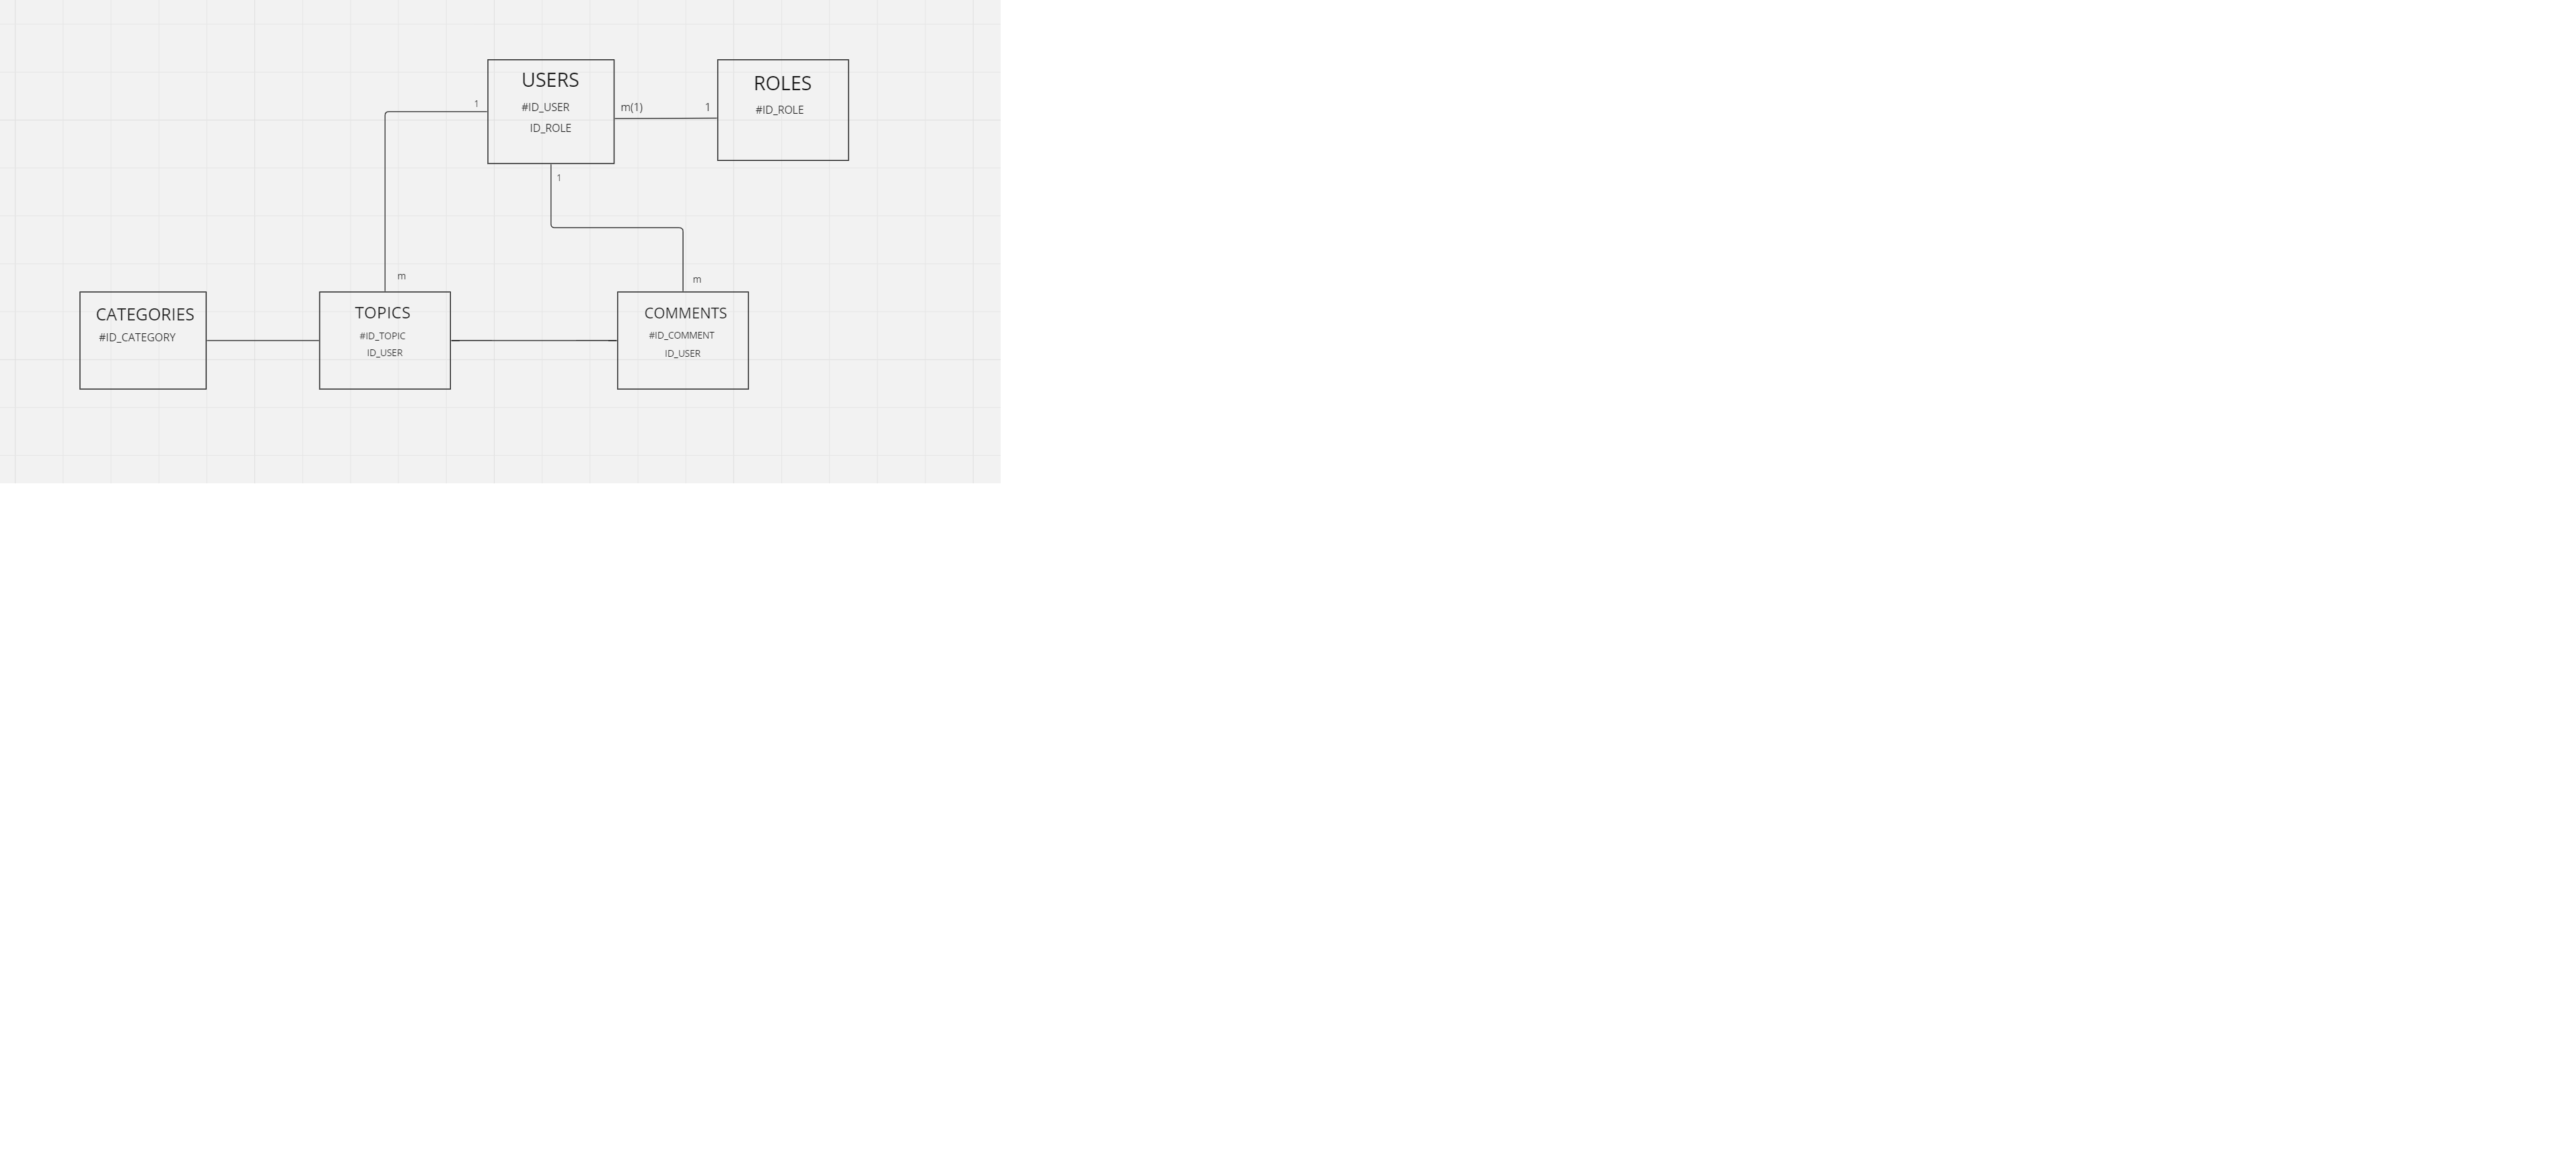 USERS
#ID_USER
ID_ROLE
ROLES
#ID_ROLE
1
m(1)
1
1
m
m
CATEGORIES
#ID_CATEGORY
TOPICS
#ID_TOPIC
ID_USER
COMMENTS
#ID_COMMENT
ID_USER